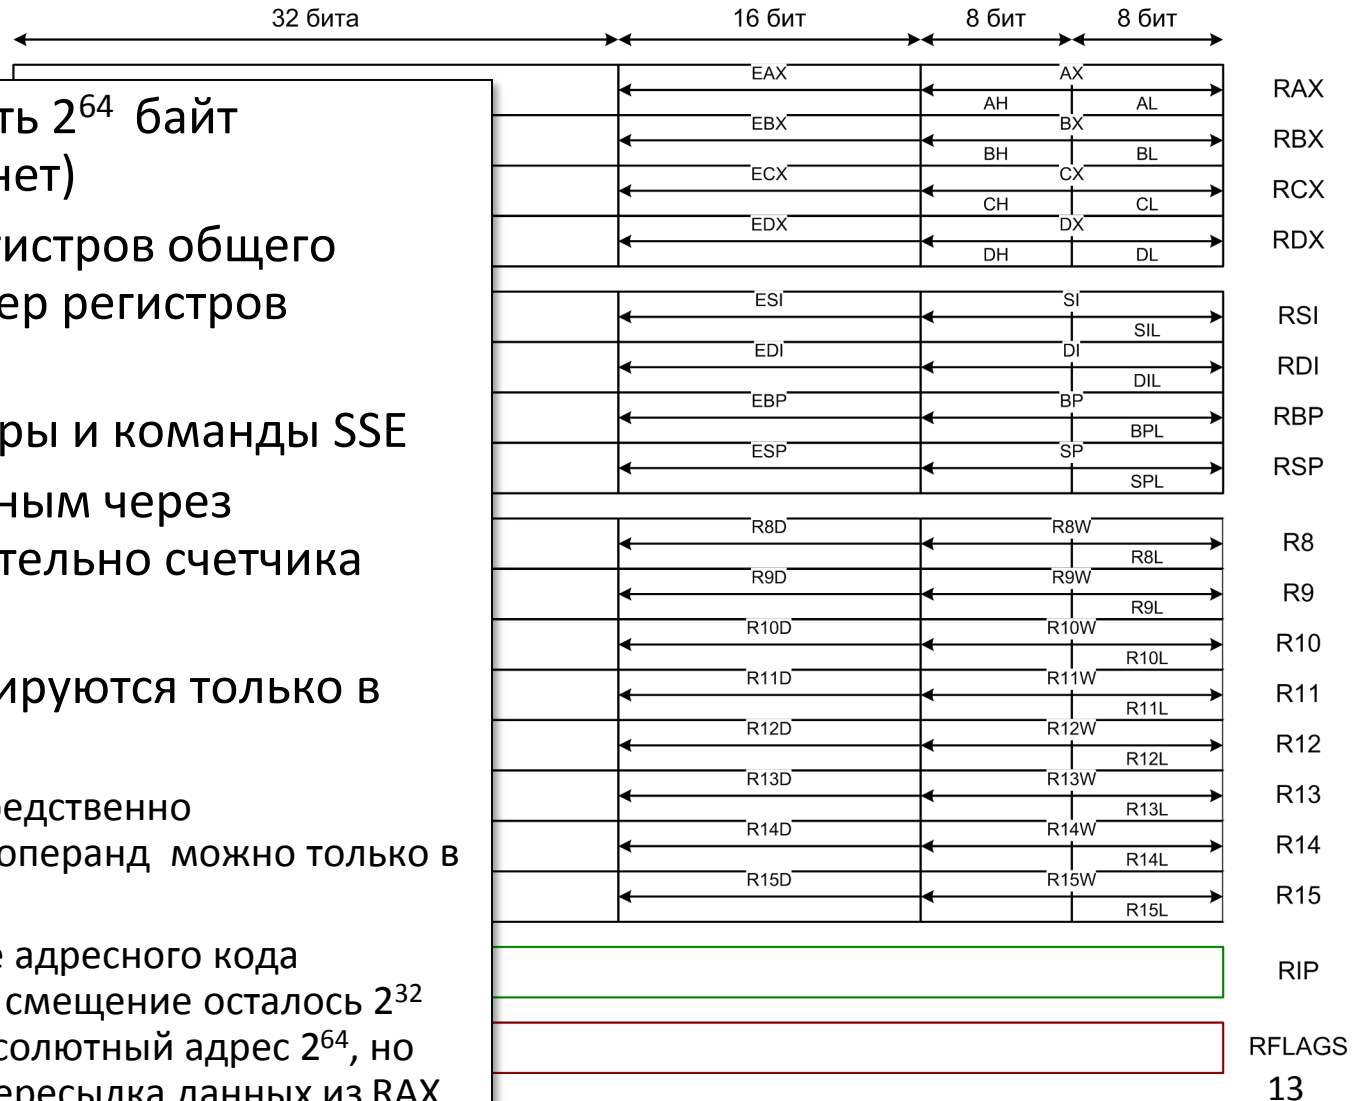 32 бита 16 бит 8 бит 8 бит
ть 2⁶⁴ байт
нет)
гистров общего
ер регистров
ры и команды SSE
ным через
тельно счетчика
ируются только в
редственно
операнд можно только в
е адресного кода
смещение осталось 2³²
солютный адрес 2⁶⁴, но
пересылка данных из RAX
EAX AX RAX
AH AL
EBX BX RBX
BH BL
ECX CX RCX
CH CL
EDX DX RDX
DH DL
ESI SI RSI
SIL
EDI DI RDI
DIL
EBP BP RBP
BPL
ESP SP RSP
SPL
R8D R8W R8
R8L
R9D R9W R9
R9L
R10D R10W R10
R10L
R11D R11W R11
R11L
R12D R12W R12
R12L
R13D R13W R13
R13L
R14D R14W R14
R14L
R15D R15W R15
R15L
RIP
RFLAGS
13